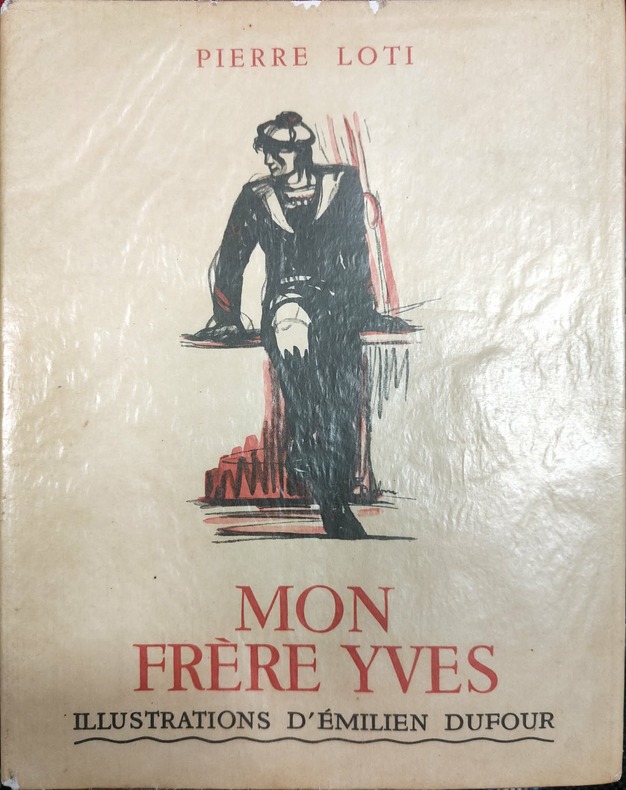 PIERRE LOTI
MON
FRÈRE YVES
ILLUSTRATIONS D'ÉMILIEN DUFOUR